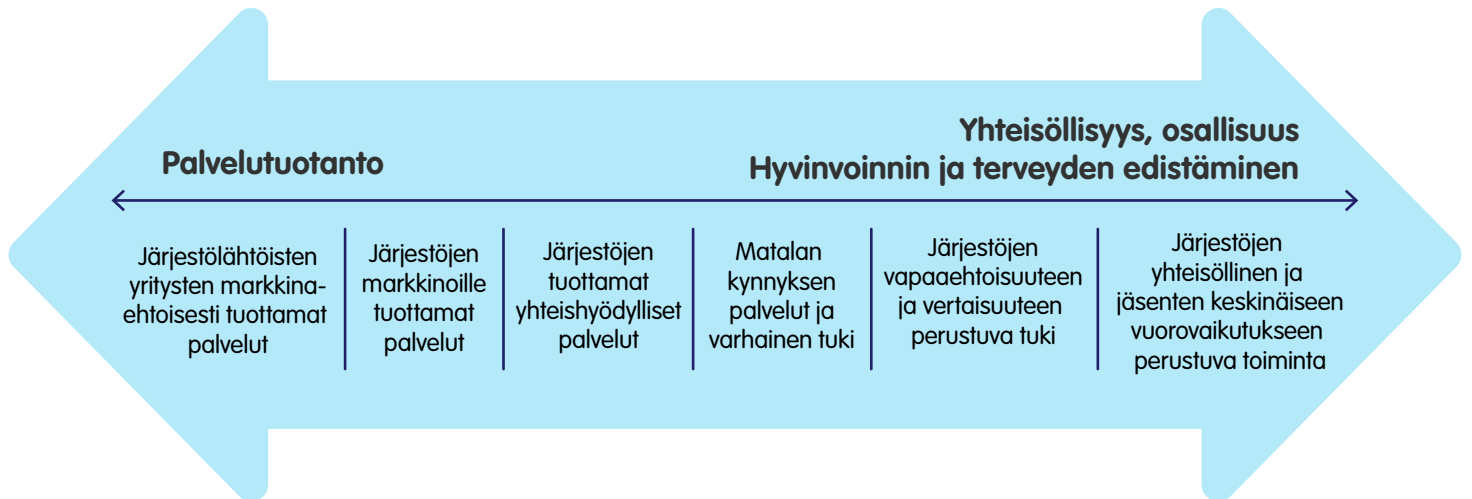 Palvelutuotanto
Yhteisöllisyys, osallisuus
Hyvinvoinnin ja terveyden edistäminen
Järjestölähtöisten
yritysten markkina-
ehtoisesti tuottamat
palvelut
Järjestöjen
markkinoille
tuottamat
palvelut
Järjestöjen
tuottamat
yhteishyödylliset
palvelut
Matalan
kynnyksen
palvelut ja
varhainen tuki
Järjestöjen
vapaaehtoisuuteen
ja vertaisuuteen
perustuva tuki
Järjestöjen
yhteisöllinen ja
jäsenten keskinäiseen
vuorovaikutukseen
perustuva toiminta